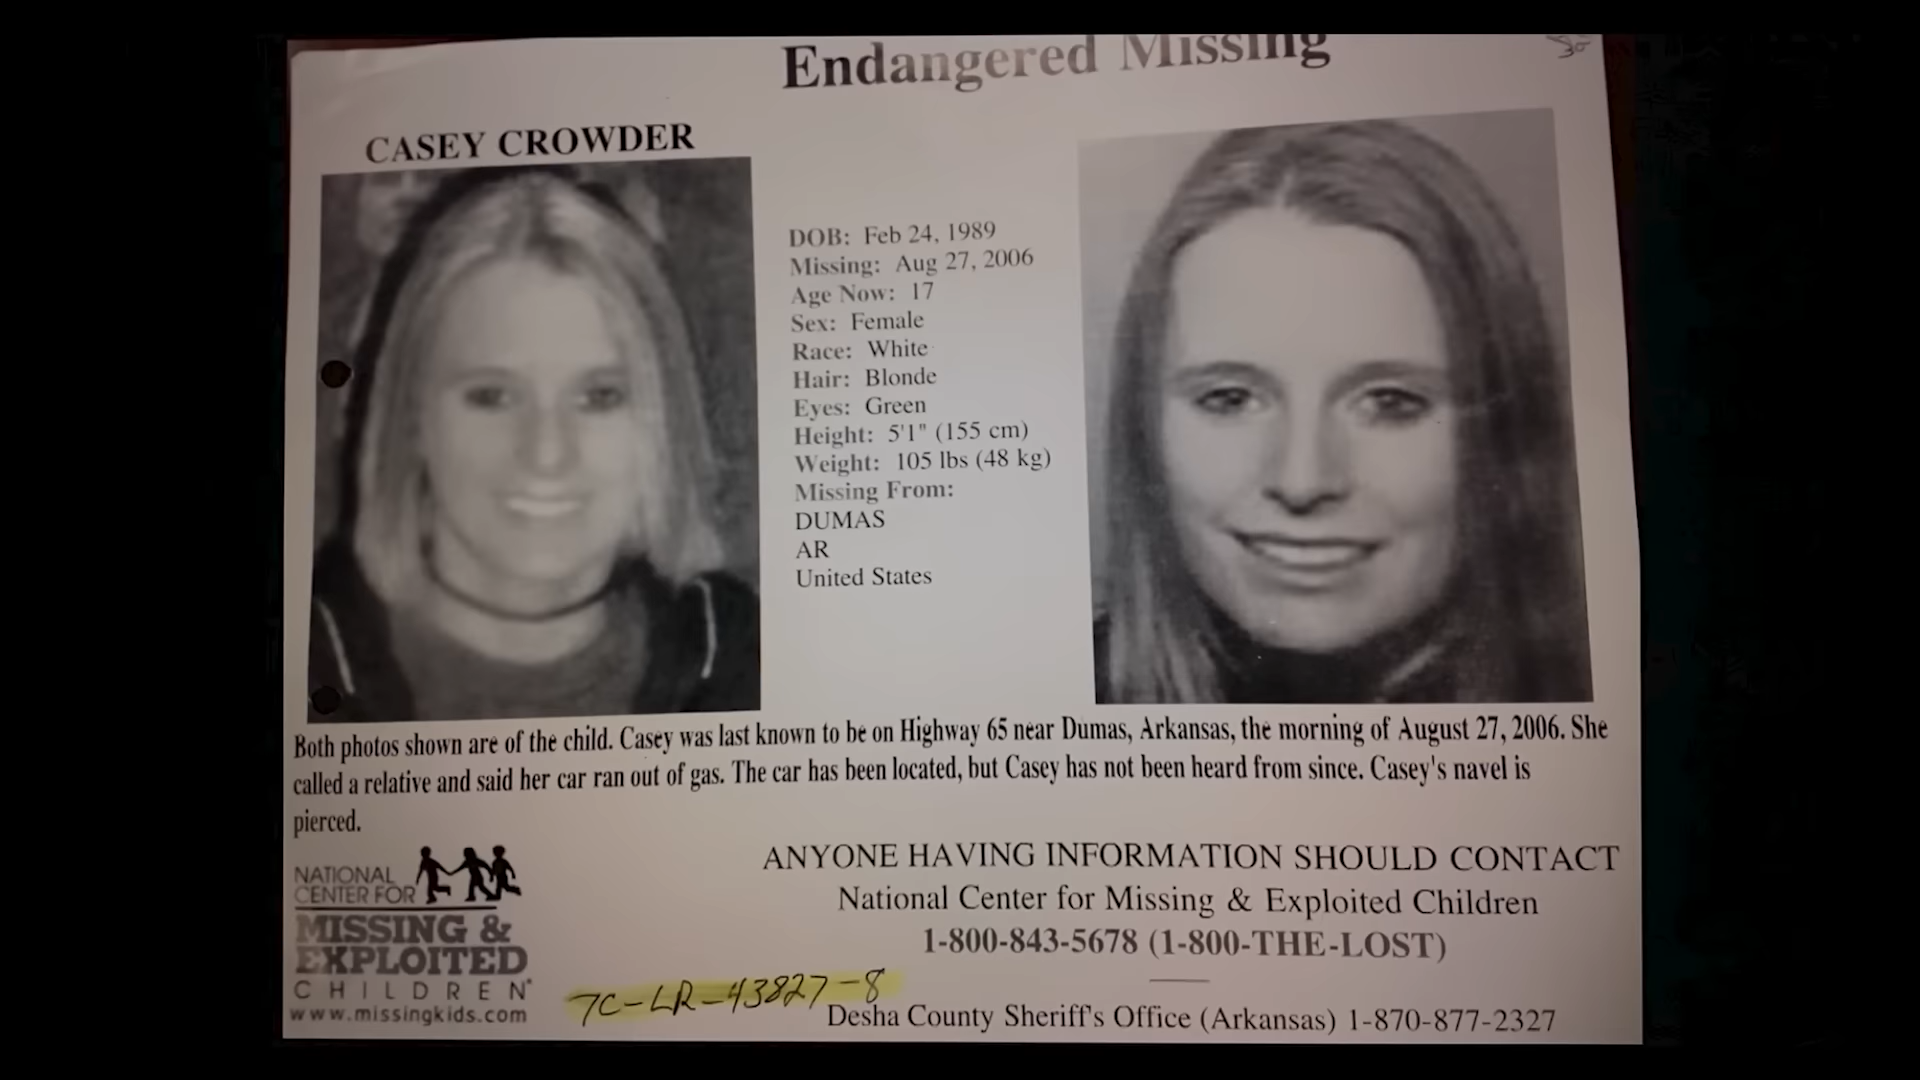 Endangered Missing
CASEY CROWDER
DOB: Feb 24, 1989
Missing: Aug 27, 2006
Age Now: 17
Sex: Female
Race: White
Hair: Blonde
Eyes: Green
Height: 5'1" (155 cm)
Weight: 105 lbs (48 kg)
Missing From:
DUMAS
AR
United States
Both photos shown are of the child. Casey was last known to be on Highway 65 near Dumas, Arkansas, the morning of August 27, 2006. She
called a relative and said her car ran out of gas. The car has been located, but Casey has not been heard from since. Casey's navel is
pierced.
NATIONAL
CENTER FOR
MISSING &
EXPLOITED
CHILDREN®
www.missingkids.com
ANYONE HAVING INFORMATION SHOULD CONTACT
National Center for Missing & Exploited Children
1-800-843-5678 (1-800-THE-LOST)
7C-LR-43827-8
Desha County Sheriff's Office (Arkansas) 1-870-877-2327